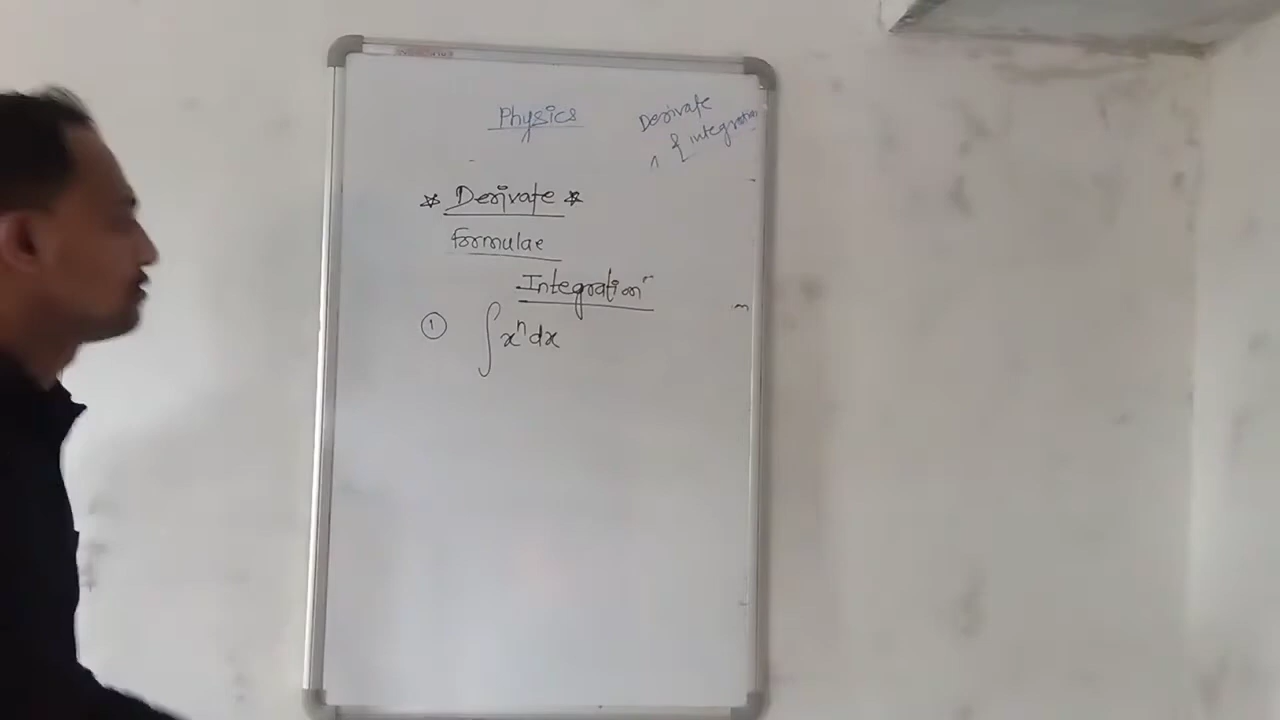 Physics
Derivate
& integration
* Derivate *
formulae
Integration
① ∫xⁿdx